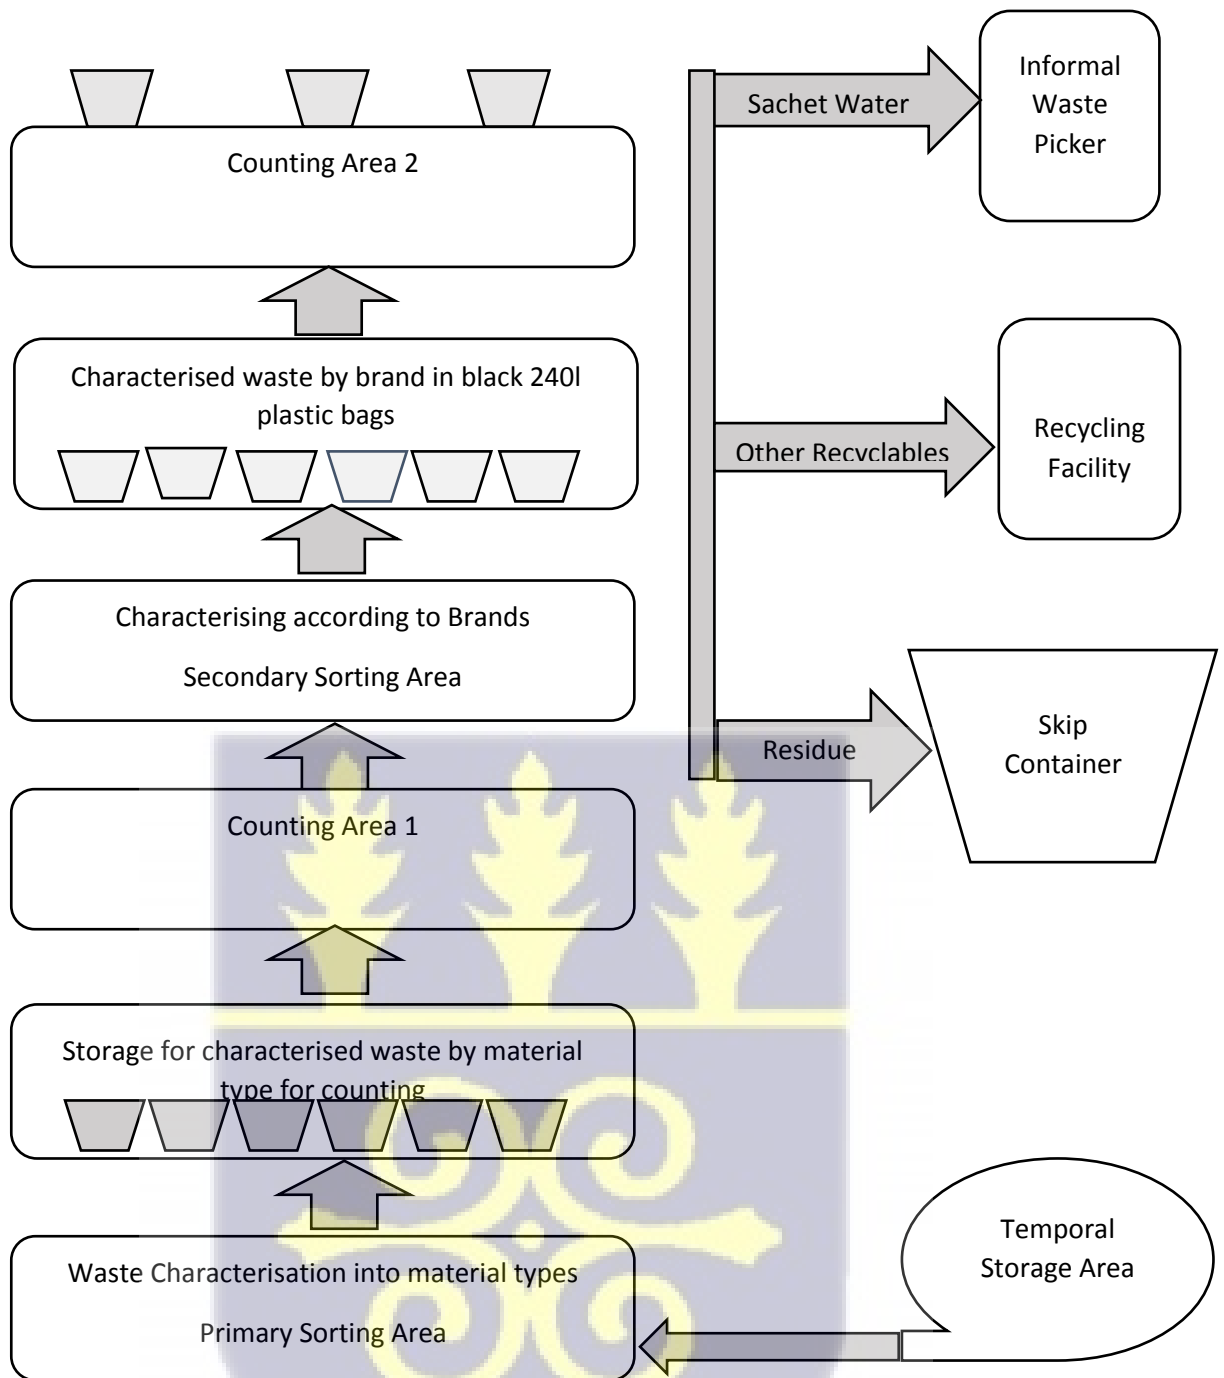 Counting Area 2
Characterised waste by brand in black 240l
plastic bags
Characterising according to Brands
Secondary Sorting Area
Counting Area 1
Storage for characterised waste by material
type for counting
Waste Characterisation into material types
Primary Sorting Area
Sachet Water
Informal
Waste
Picker
Other Recyclables
Recycling
Facility
Residue
Skip
Container
Temporal
Storage Area